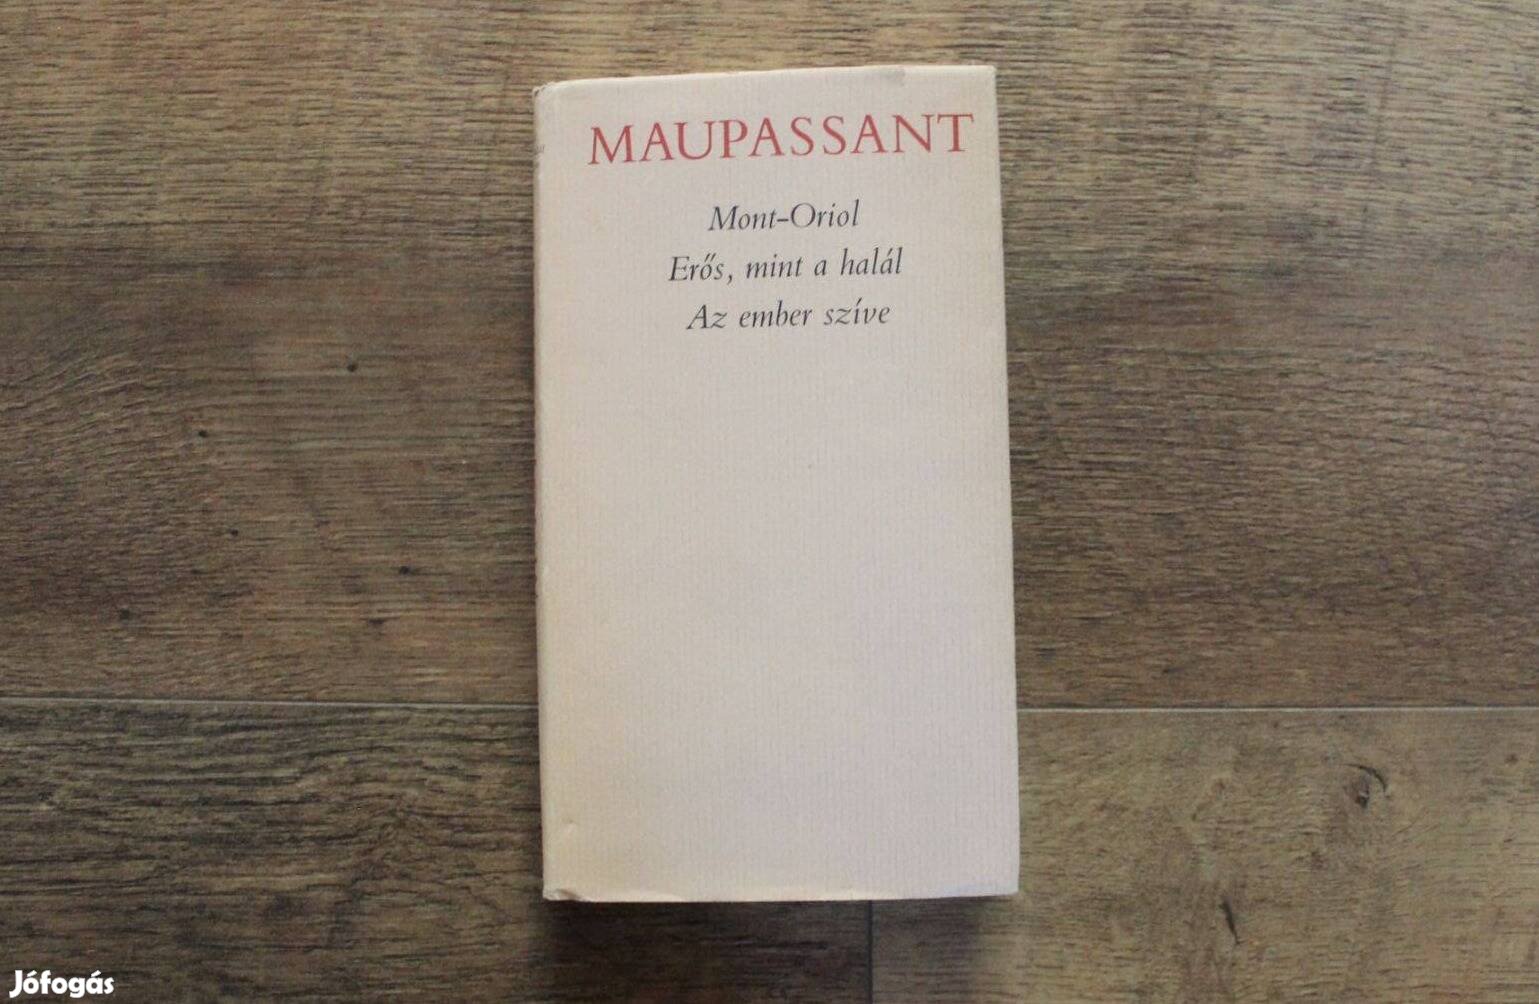 MAUPASSANT
Mont-Oriol
Erős, mint a halál
Az ember szíve
Jófogás